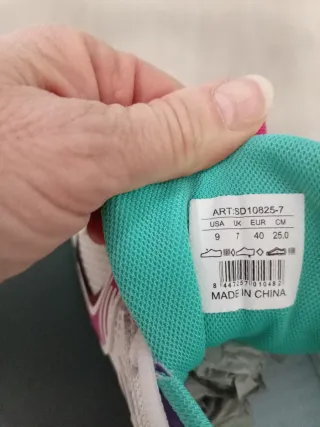 ART:SD10825-7
USA UK EUR CM
9 7 40 25.0
MADE IN CHINA